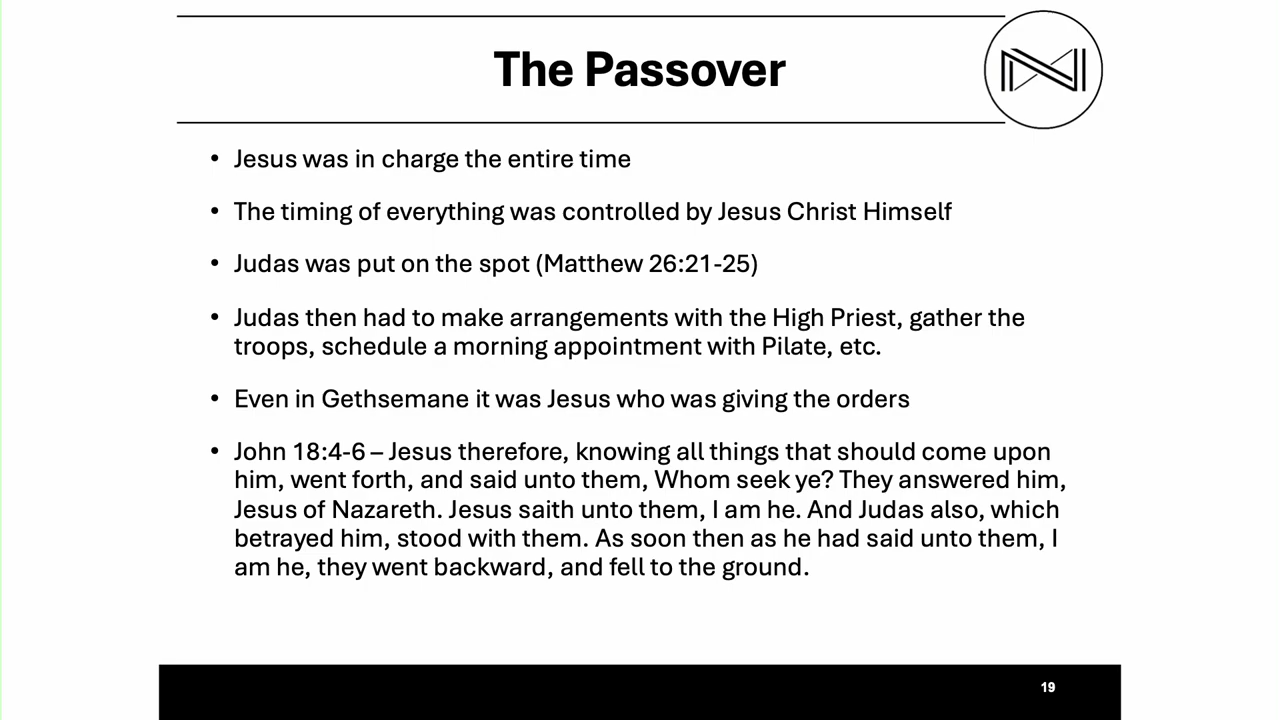 The Passover
• Jesus was in charge the entire time
• The timing of everything was controlled by Jesus Christ Himself
• Judas was put on the spot (Matthew 26:21-25)
• Judas then had to make arrangements with the High Priest, gather the
troops, schedule a morning appointment with Pilate, etc.
• Even in Gethsemane it was Jesus who was giving the orders
• John 18:4-6 – Jesus therefore, knowing all things that should come upon
him, went forth, and said unto them, Whom seek ye? They answered him,
Jesus of Nazareth. Jesus saith unto them, I am he. And Judas also, which
betrayed him, stood with them. As soon then as he had said unto them, I
am he, they went backward, and fell to the ground.
19